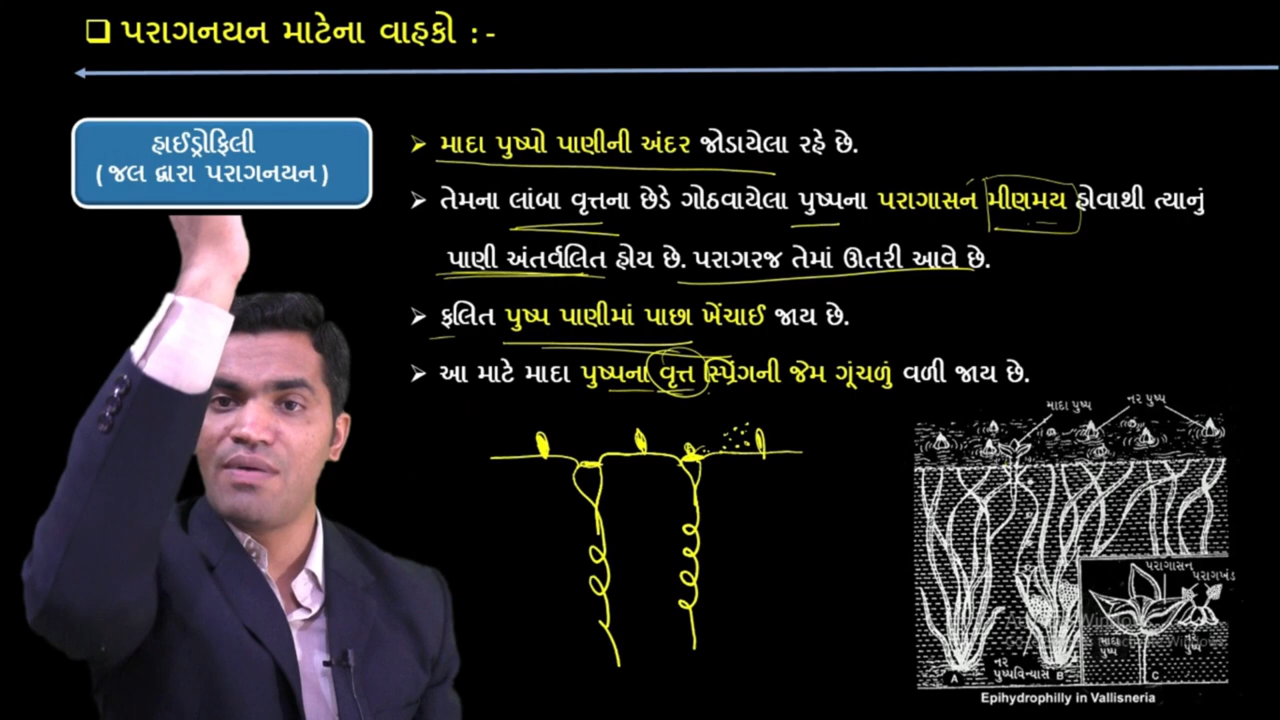 ❑ પરાગનયન માટેના વાહકો :-
હાઈડ્રોફિલી
( જલ દ્વારા પરાગનયન )
➢ માદા પુષ્પો પાણીની અંદર જોડાયેલા રહે છે.
➢ તેમના લાંબા વૃત્તના છેડે ગોઠવાયેલા પુષ્પના પરાગાસન મીણમય હોવાથી ત્યાનું
પાણી અંતર્વલિત હોય છે. પરાગરજ તેમાં ઊતરી આવે છે.
➢ ફલિત પુષ્પ પાણીમાં પાછા ખેંચાઈ જાય છે.
➢ આ માટે માદા પુષ્પના વૃત્ત સ્પ્રિંગની જેમ ગૂંચળું વળી જાય છે.
માદા પુષ્પ નર પુષ્પ
પરાગાસન
પરાગખંડ
માદા પુષ્પ
નર પુષ્પ
નર પુષ્પવિન્યાસ
A B C
Epihydrophilly in Vallisneria